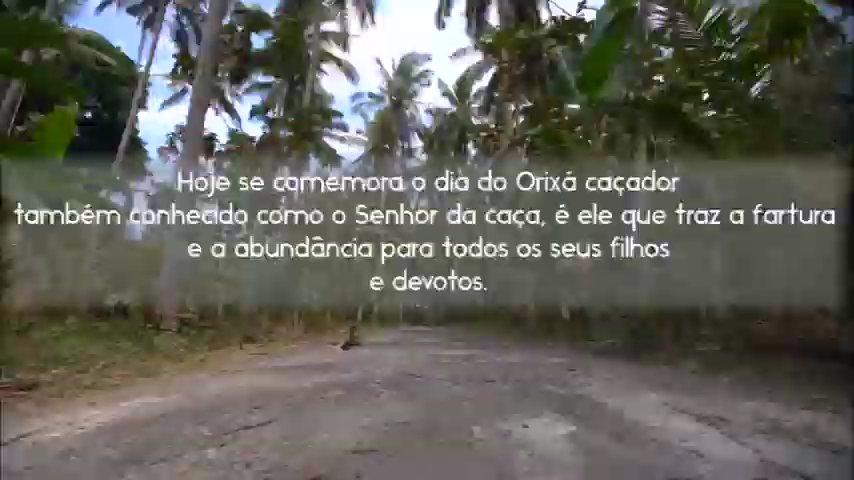 Hoje se comemora o dia do Orixá caçador
também conhecido como o Senhor da caça, é ele que traz a fartura
e a abundância para todos os seus filhos
e devotos.